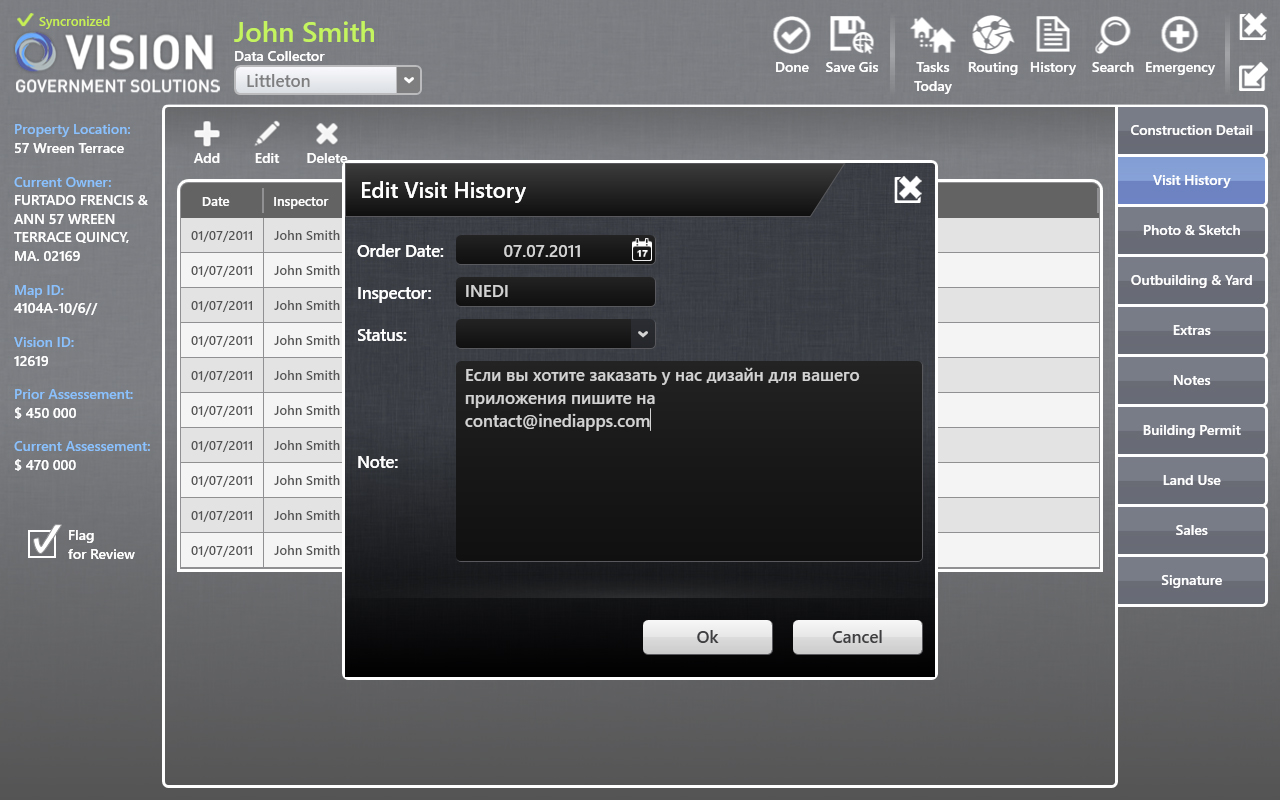 Syncronized
VISION
GOVERNMENT SOLUTIONS
John Smith
Data Collector
Littleton
Done
Save Gis
Tasks
Today
Routing
History
Search
Emergency
Property Location:
57 Wreen Terrace
Current Owner:
FURTADO FRENCIS &
ANN 57 WREEN
TERRACE QUINCY,
MA. 02169
Map ID:
4104A-10/6//
Vision ID:
12619
Prior Assessement:
$ 450 000
Current Assessement:
$ 470 000
Flag
for Review
Add
Edit
Delete
Date Inspector
01/07/2011 John Smith
01/07/2011 John Smith
01/07/2011 John Smith
01/07/2011 John Smith
01/07/2011 John Smith
01/07/2011 John Smith
01/07/2011 John Smith
01/07/2011 John Smith
01/07/2011 John Smith
01/07/2011 John Smith
Edit Visit History
Order Date: 07.07.2011
17
Inspector: INEDI
Status:
Note:
Если вы хотите заказать у нас дизайн для вашего
приложения пишите на
contact@inediapps.com
Ok
Cancel
Construction Detail
Visit History
Photo & Sketch
Outbuilding & Yard
Extras
Notes
Building Permit
Land Use
Sales
Signature